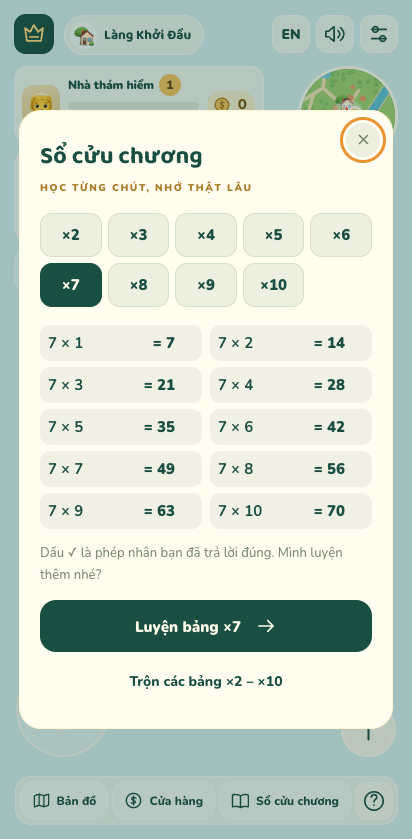 Làng Khởi Đầu
EN
Nhà thám hiểm 1
0
Sổ cửu chương
HỌC TỪNG CHÚT, NHỚ THẬT LÂU
×2 ×3 ×4 ×5 ×6
×7 ×8 ×9 ×10
7 × 1 = 7 7 × 2 = 14
7 × 3 = 21 7 × 4 = 28
7 × 5 = 35 7 × 6 = 42
7 × 7 = 49 7 × 8 = 56
7 × 9 = 63 7 × 10 = 70
Dấu ✓ là phép nhân bạn đã trả lời đúng. Mình luyện
thêm nhé?
Luyện bảng ×7 →
Trộn các bảng ×2 – ×10
Bản đồ
Cửa hàng
Sổ cửu chương
?